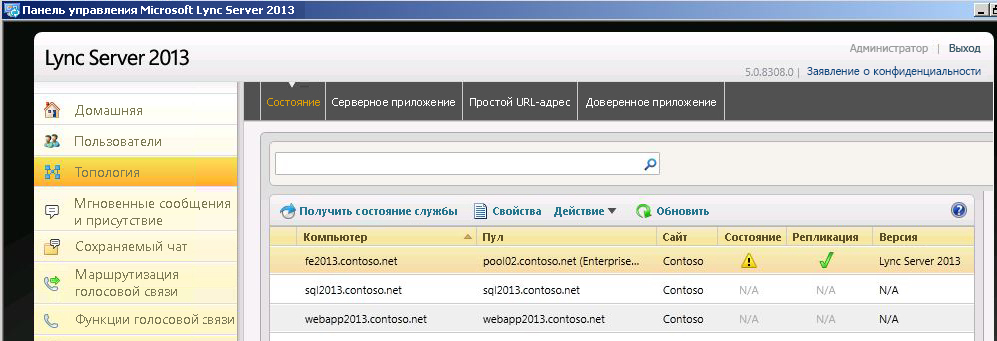 Панель управления Microsoft Lync Server 2013
Lync Server 2013
Администратор | Выход
5.0.8308.0 | Заявление о конфиденциальности
Домашняя
Пользователи
Топология
Мгновенные сообщения
и присутствие
Сохраняемый чат
Маршрутизация
голосовой связи
Функции голосовой связи
Состояние Серверное приложение Простой URL-адрес Доверенное приложение
Получить состояние службы Свойства Действие Обновить
Компьютер Пул Сайт Состояние Репликация Версия
fe2013.contoso.net pool02.contoso.net (Enterprise... Contoso Lync Server 2013
sql2013.contoso.net sql2013.contoso.net Contoso N/A N/A N/A
webapp2013.contoso.net webapp2013.contoso.net Contoso N/A N/A N/A